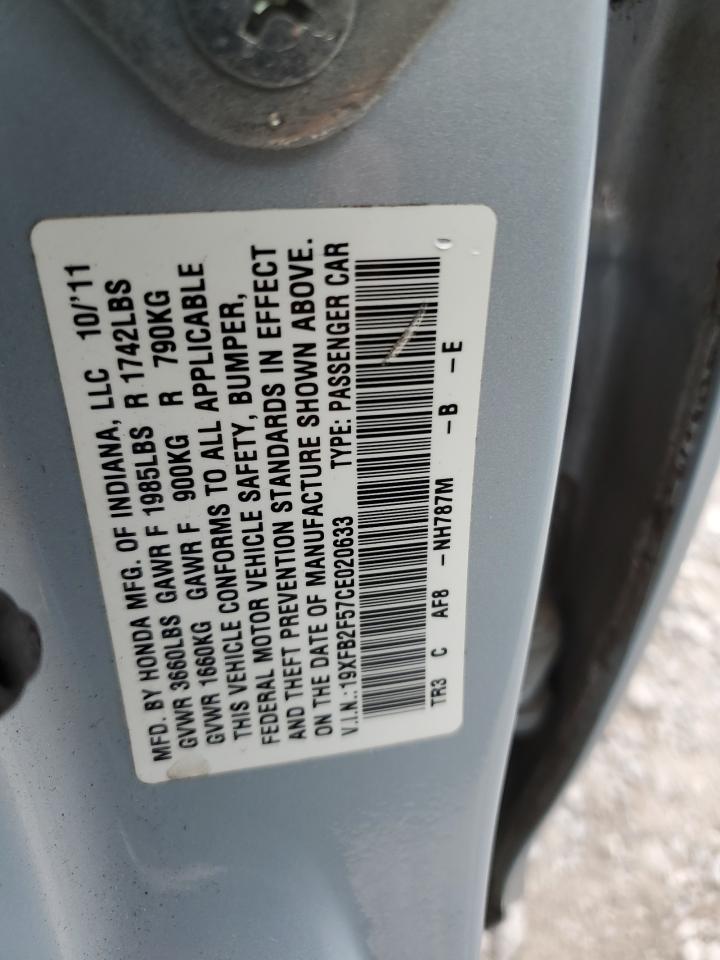 MFD. BY HONDA MFG. OF INDIANA, LLC 10/'11
GVWR 3660LBS GAWR F 1985LBS R 1742LBS
GVWR 1660KG GAWR F 900KG R 790KG
THIS VEHICLE CONFORMS TO ALL APPLICABLE
FEDERAL MOTOR VEHICLE SAFETY, BUMPER,
AND THEFT PREVENTION STANDARDS IN EFFECT
ON THE DATE OF MANUFACTURE SHOWN ABOVE.
V.I.N.: 19XFB2F57CE020633 TYPE: PASSENGER CAR
TR3 C AF8 -NH787M -B -E